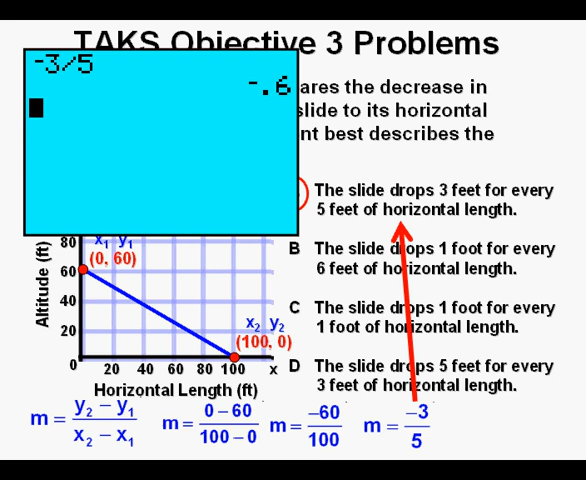 TAKS Objective 3 Problems
-3/5
-.6
ares the decrease in
slide to its horizontal
nt best describes the
The slide drops 3 feet for every
5 feet of horizontal length.
B The slide drops 1 foot for every
6 feet of horizontal length.
C The slide drops 1 foot for every
1 foot of horizontal length.
D The slide drops 5 feet for every
3 feet of horizontal length.
Altitude (ft)
80
60
40
20
0
x₁ y₁
(0, 60)
x₂ y₂
(100, 0)
20 40 60 80 100 x
Horizontal Length (ft)
m = (y₂ – y₁)/(x₂ – x₁) m = (0 – 60)/(100 – 0) m = –60/100 m = –3/5